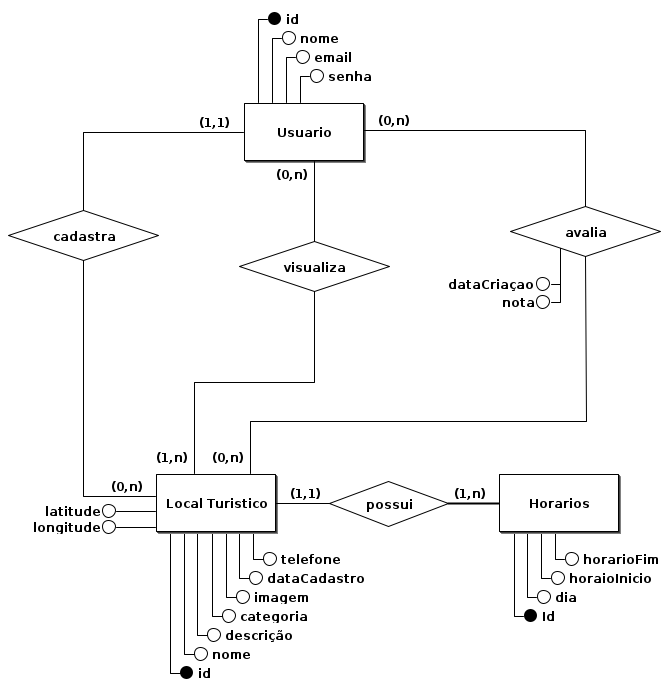 id
nome
email
senha
(1,1)
(0,n)
Usuario
(0,n)
cadastra
visualiza
avalia
dataCriaçao
nota
(1,n)
(0,n)
(0,n)
latitude
longitude
Local Turistico
(1,1)
possui
(1,n)
Horarios
telefone
dataCadastro
imagem
categoria
descrição
nome
id
horarioFim
horaioInicio
dia
Id